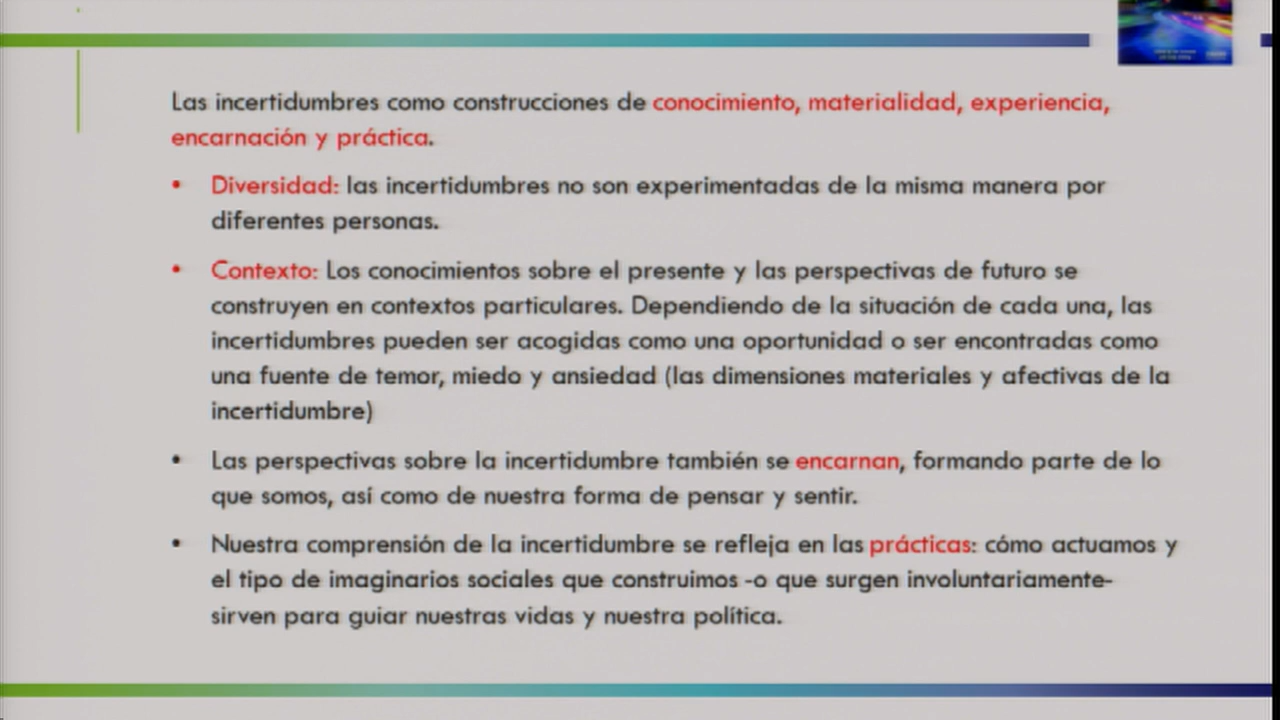 Las incertidumbres como construcciones de conocimiento, materialidad, experiencia,
encarnación y práctica.
• Diversidad: las incertidumbres no son experimentadas de la misma manera por
diferentes personas.
• Contexto: Los conocimientos sobre el presente y las perspectivas de futuro se
construyen en contextos particulares. Dependiendo de la situación de cada una, las
incertidumbres pueden ser acogidas como una oportunidad o ser encontradas como
una fuente de temor, miedo y ansiedad (las dimensiones materiales y afectivas de la
incertidumbre)
• Las perspectivas sobre la incertidumbre también se encarnan, formando parte de lo
que somos, así como de nuestra forma de pensar y sentir.
• Nuestra comprensión de la incertidumbre se refleja en las prácticas: cómo actuamos y
el tipo de imaginarios sociales que construimos -o que surgen involuntariamente-
sirven para guiar nuestras vidas y nuestra política.